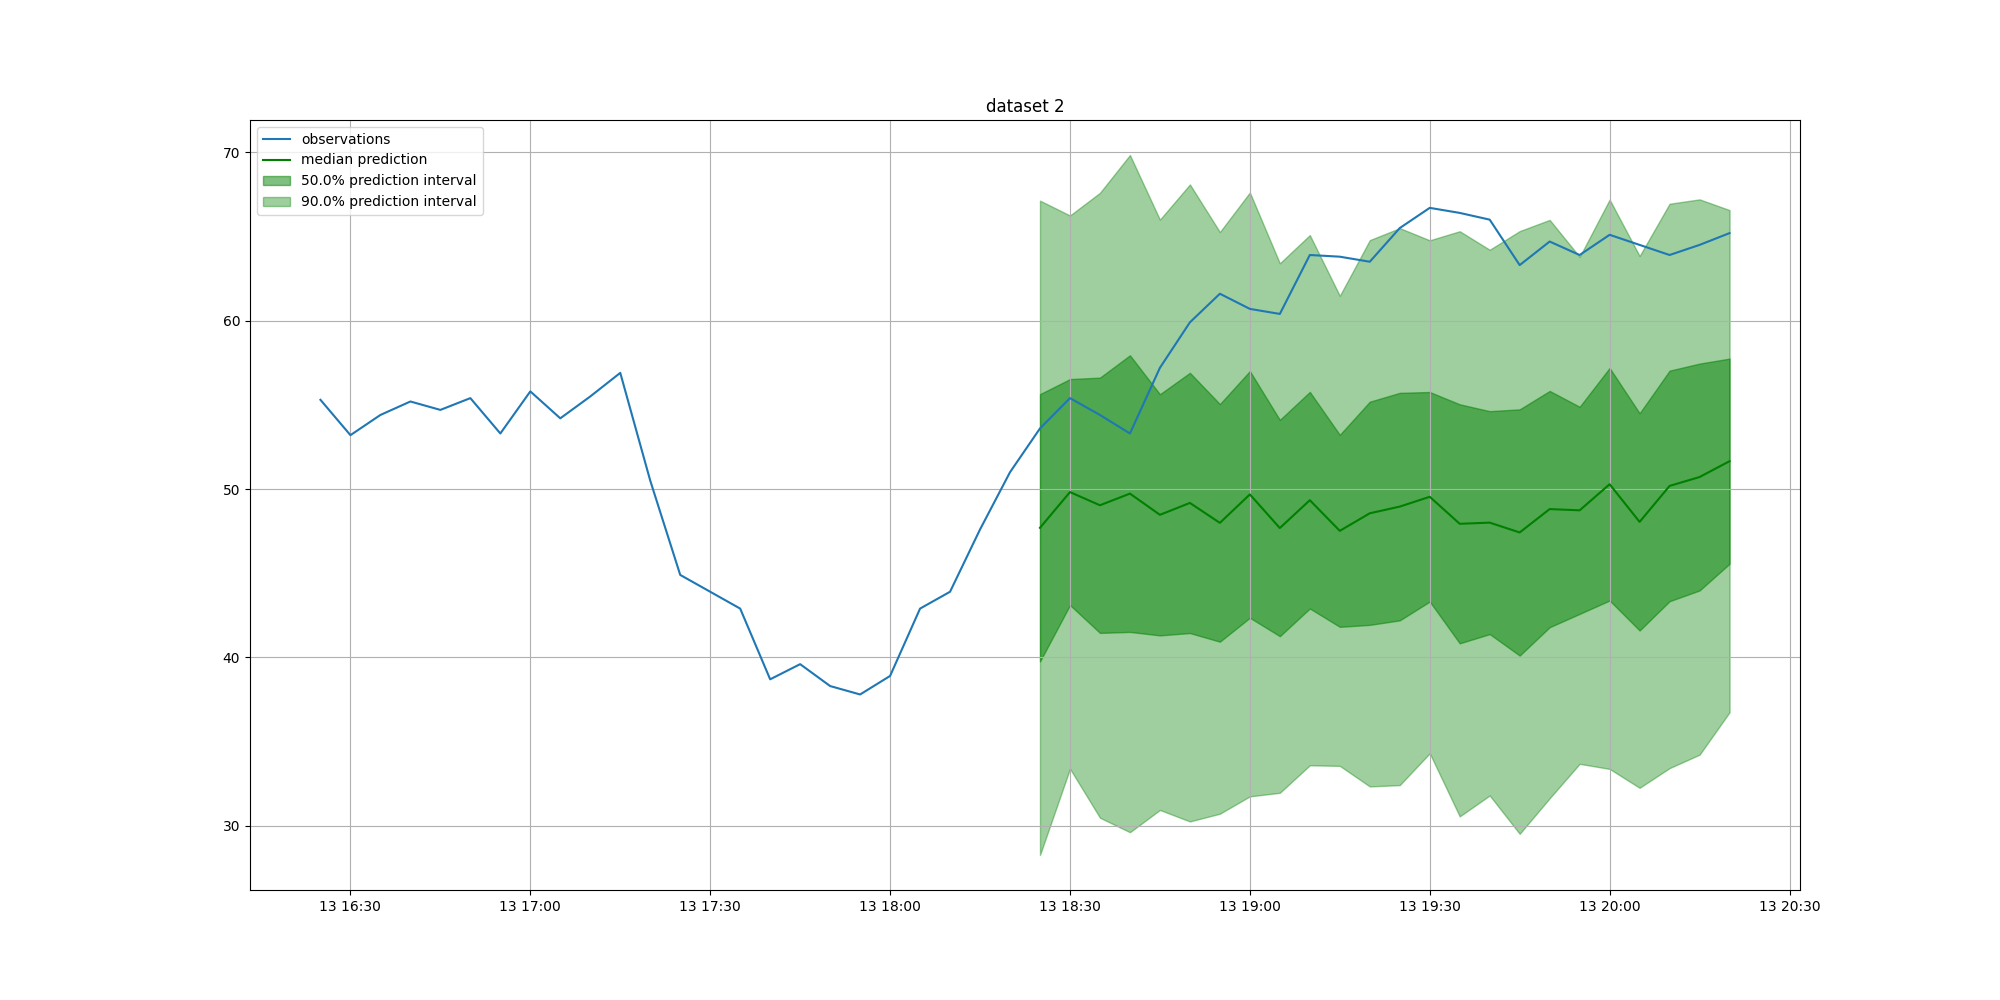 dataset 2
observations
median prediction
50.0% prediction interval
90.0% prediction interval
70
60
50
40
30
13 16:30 13 17:00 13 17:30 13 18:00 13 18:30 13 19:00 13 19:30 13 20:00 13 20:30